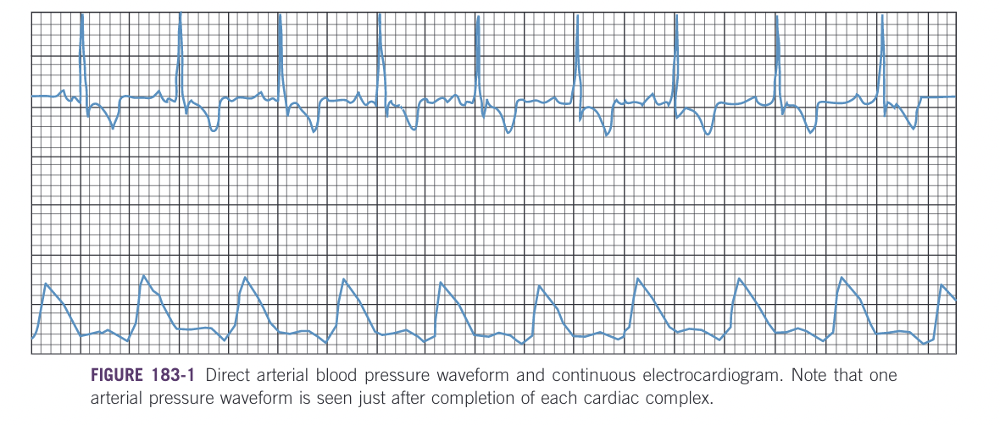 FIGURE 183-1 Direct arterial blood pressure waveform and continuous electrocardiogram. Note that one
arterial pressure waveform is seen just after completion of each cardiac complex.